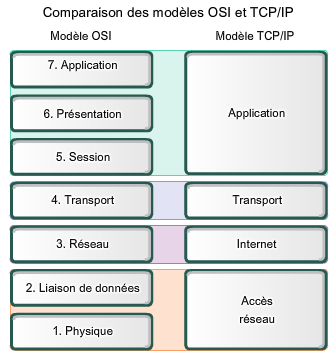 Comparaison des modèles OSI et TCP/IP
Modèle OSI
Modèle TCP/IP
7. Application
6. Présentation
5. Session
Application
4. Transport
Transport
3. Réseau
Internet
2. Liaison de données
1. Physique
Accès
réseau